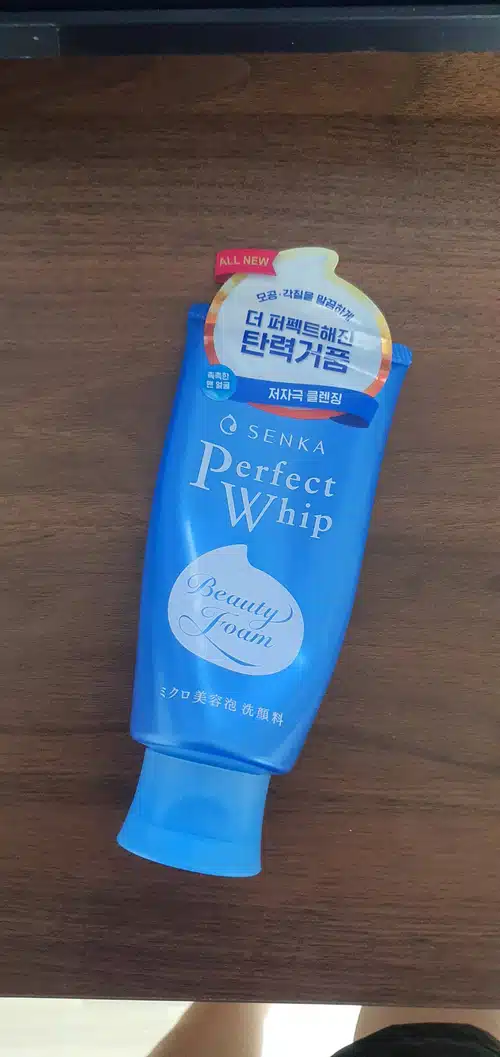 ALL NEW
모공·각질을 말끔하게
더 퍼펙트해진
탄력거품
촉촉한
맨 얼굴
저자극 클렌징
SENKA
Perfect
Whip
Beauty
Foam
ミクロ美容泡 洗顔料